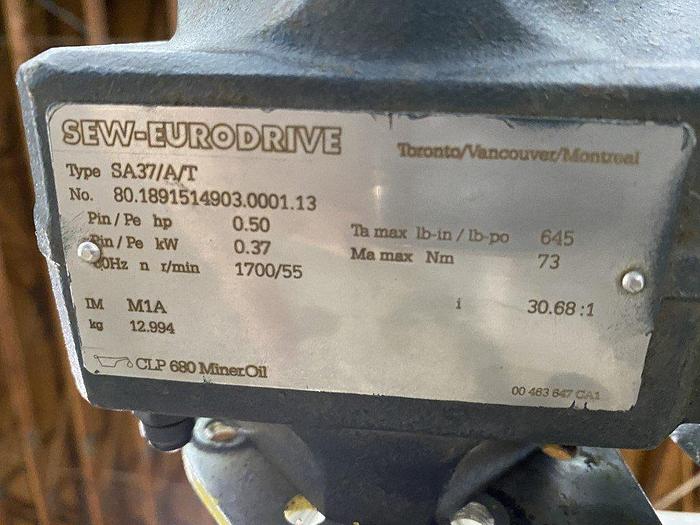 SEW-EURODRIVE Toronto/Vancouver/Montreal
Type SA37/A/T
No. 80.1891514903.0001.13
Pin/Pe hp 0.50 Ta max lb-in / lb-po 645
Pin/Pe kW 0.37 Ma max Nm 73
60Hz n r/min 1700/55
IM M1A i 30.68 :1
kg 12.994
CLP 680 Miner.Oil
00 463 647 CA1